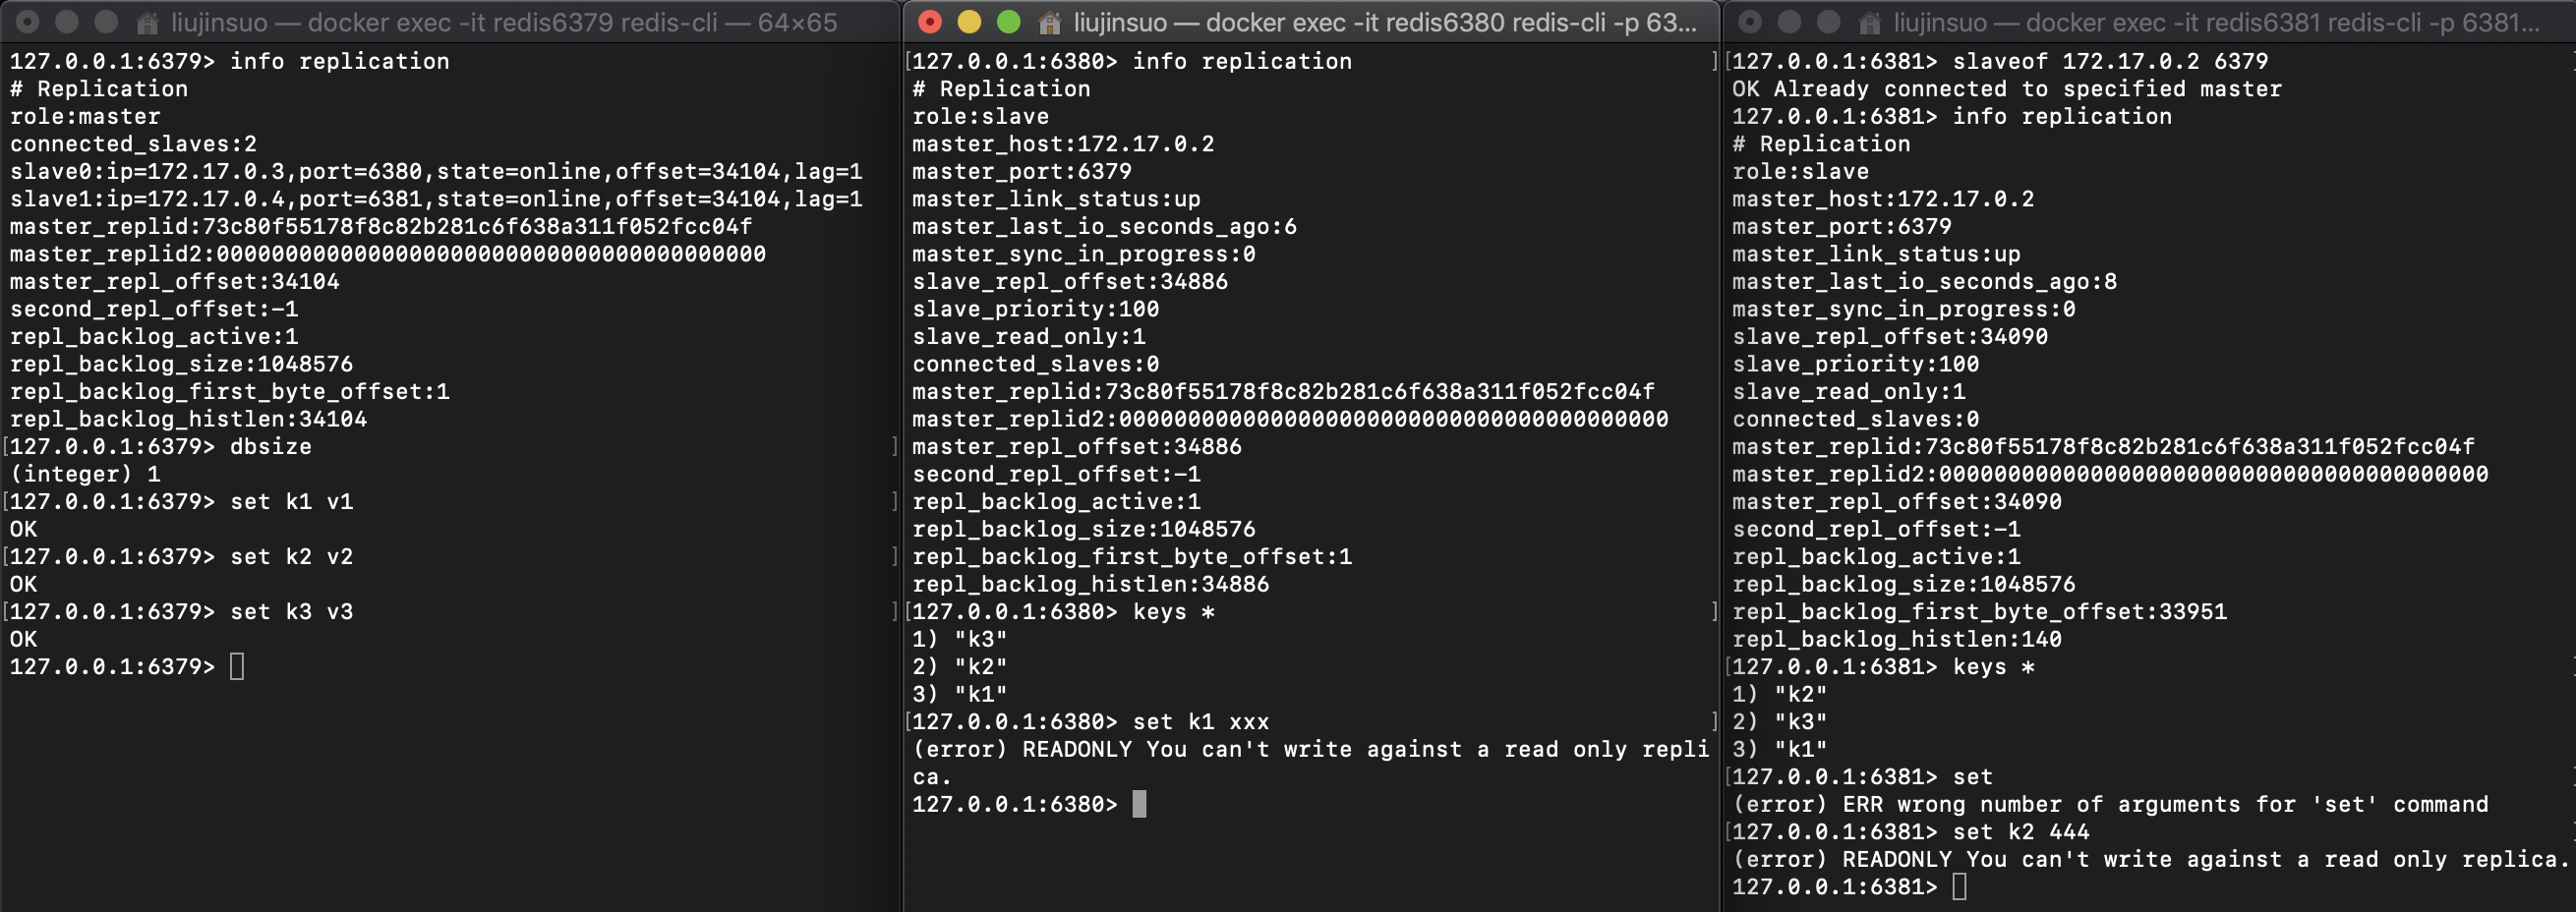 liujinsuo — docker exec -it redis6379 redis-cli — 64×65
127.0.0.1:6379> info replication
# Replication
role:master
connected_slaves:2
slave0:ip=172.17.0.3,port=6380,state=online,offset=34104,lag=1
slave1:ip=172.17.0.4,port=6381,state=online,offset=34104,lag=1
master_replid:73c80f55178f8c82b281c6f638a311f052fcc04f
master_replid2:0000000000000000000000000000000000000000
master_repl_offset:34104
second_repl_offset:-1
repl_backlog_active:1
repl_backlog_size:1048576
repl_backlog_first_byte_offset:1
repl_backlog_histlen:34104
[127.0.0.1:6379> dbsize ]
(integer) 1
[127.0.0.1:6379> set k1 v1 ]
OK
[127.0.0.1:6379> set k2 v2 ]
OK
[127.0.0.1:6379> set k3 v3 ]
OK
127.0.0.1:6379>
liujinsuo — docker exec -it redis6380 redis-cli -p 63...
[127.0.0.1:6380> info replication ]
# Replication
role:slave
master_host:172.17.0.2
master_port:6379
master_link_status:up
master_last_io_seconds_ago:6
master_sync_in_progress:0
slave_repl_offset:34886
slave_priority:100
slave_read_only:1
connected_slaves:0
master_replid:73c80f55178f8c82b281c6f638a311f052fcc04f
master_replid2:0000000000000000000000000000000000000000
master_repl_offset:34886
second_repl_offset:-1
repl_backlog_active:1
repl_backlog_size:1048576
repl_backlog_first_byte_offset:1
repl_backlog_histlen:34886
[127.0.0.1:6380> keys * ]
1) "k3"
2) "k2"
3) "k1"
[127.0.0.1:6380> set k1 xxx ]
(error) READONLY You can't write against a read only repli
ca.
127.0.0.1:6380>
liujinsuo — docker exec -it redis6381 redis-cli -p 6381...
[127.0.0.1:6381> slaveof 172.17.0.2 6379
OK Already connected to specified master
127.0.0.1:6381> info replication
# Replication
role:slave
master_host:172.17.0.2
master_port:6379
master_link_status:up
master_last_io_seconds_ago:8
master_sync_in_progress:0
slave_repl_offset:34090
slave_priority:100
slave_read_only:1
connected_slaves:0
master_replid:73c80f55178f8c82b281c6f638a311f052fcc04f
master_replid2:0000000000000000000000000000000000000000
master_repl_offset:34090
second_repl_offset:-1
repl_backlog_active:1
repl_backlog_size:1048576
repl_backlog_first_byte_offset:33951
repl_backlog_histlen:140
[127.0.0.1:6381> keys *
1) "k2"
2) "k3"
3) "k1"
[127.0.0.1:6381> set
(error) ERR wrong number of arguments for 'set' command
[127.0.0.1:6381> set k2 444
(error) READONLY You can't write against a read only replica.
127.0.0.1:6381>